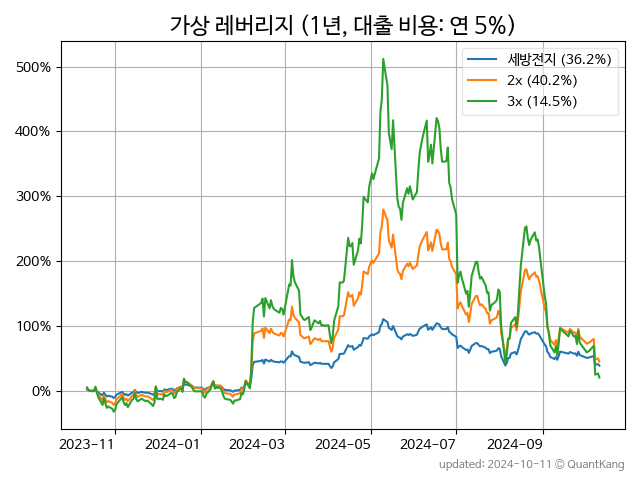 가상 레버리지 (1년, 대출 비용: 연 5%)
세방전지 (36.2%)
2x (40.2%)
3x (14.5%)
500%
400%
300%
200%
100%
0%
2023-11
2024-01
2024-03
2024-05
2024-07
2024-09
updated: 2024-10-11 © QuantKang